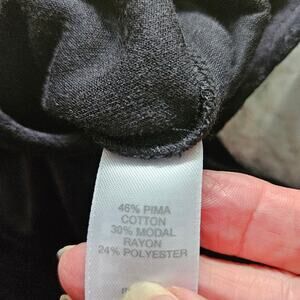 46% PIMA
COTTON
30% MODAL
RAYON
24% POLYESTER